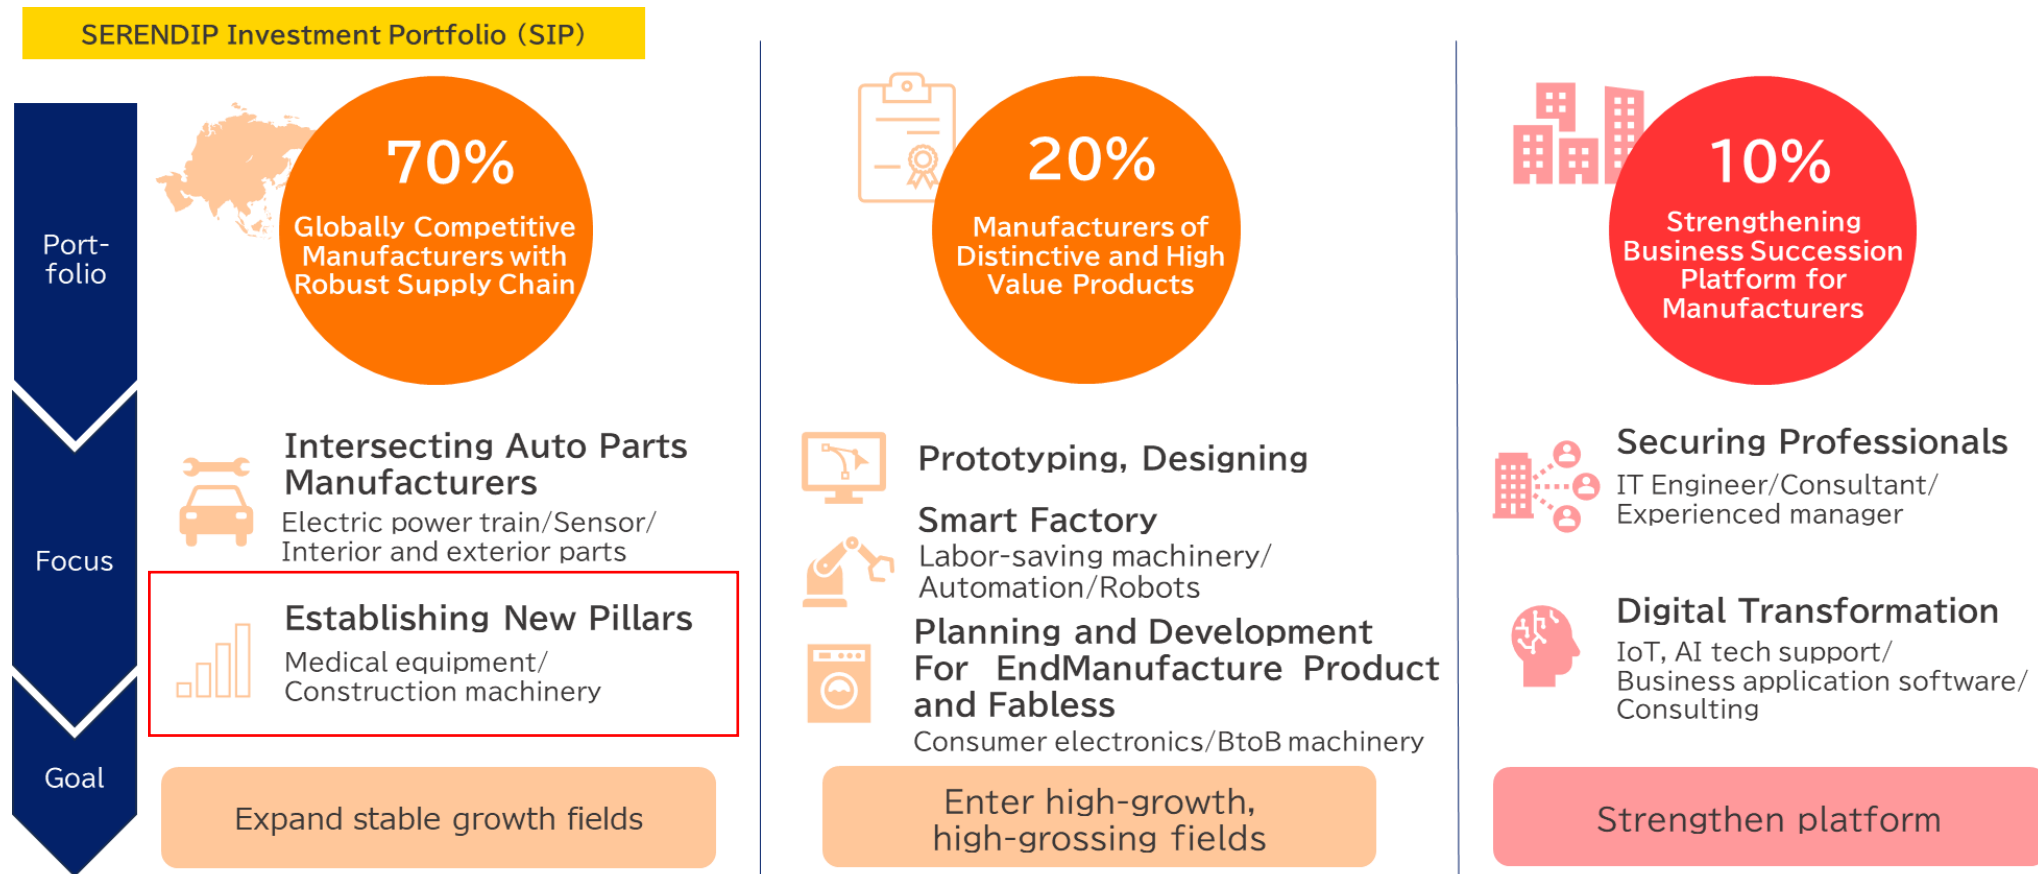 SERENDIP Investment Portfolio (SIP)
Port-
folio
Focus
Goal
70%
Globally Competitive
Manufacturers with
Robust Supply Chain
Intersecting Auto Parts
Manufacturers
Electric power train/Sensor/
Interior and exterior parts
Establishing New Pillars
Medical equipment/
Construction machinery
Expand stable growth fields
20%
Manufacturers of
Distinctive and High
Value Products
Prototyping, Designing
Smart Factory
Labor-saving machinery/
Automation/Robots
Planning and Development
For EndManufacture Product
and Fabless
Consumer electronics/BtoB machinery
Enter high-growth,
high-grossing fields
10%
Strengthening
Business Succession
Platform for
Manufacturers
Securing Professionals
IT Engineer/Consultant/
Experienced manager
Digital Transformation
IoT, AI tech support/
Business application software/
Consulting
Strengthen platform